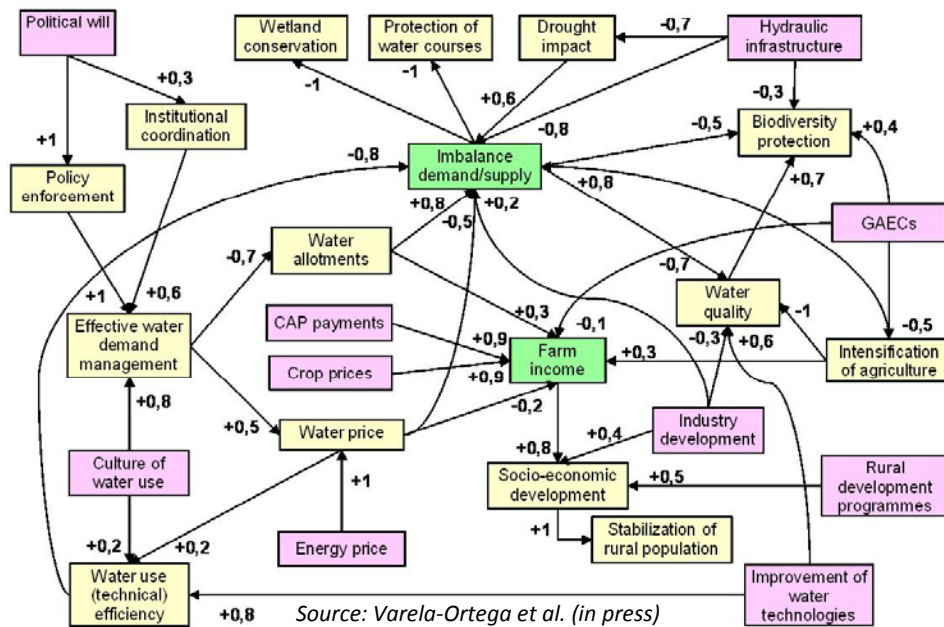 Political will
Wetland
conservation
Protection of
water courses
Drought
impact
-0,7
Hydraulic
infrastructure
+0,3
-1
-1
+0,6
-0,3
Institutional
coordination
+1
-0,8
-0,5
Biodiversity
protection
+0,4
Policy
enforcement
-0,8
Imbalance
demand/supply
+0,8
+0,7
+0,8
-0,5
+0,2
GAECs
Water
allotments
-0,7
-0,7
+1
+0,6
Water
quality
-1
-0,5
Effective water
demand
management
CAP payments
+0,3
-0,1
-0,3
+0,6
+0,9
Farm
income
+0,3
Intensification
of agriculture
Crop prices
+0,9
+0,8
-0,2
+0,5
Water price
Industry
development
+0,4
+0,8
Culture of
water use
+1
Socio-economic
development
+0,5
Rural
development
programmes
+0,2
+0,2
Energy price
+1
Stabilization of
rural population
Water use
(technical)
efficiency
+0,8
Improvement of
water
technologies
Source: Varela-Ortega et al. (in press)